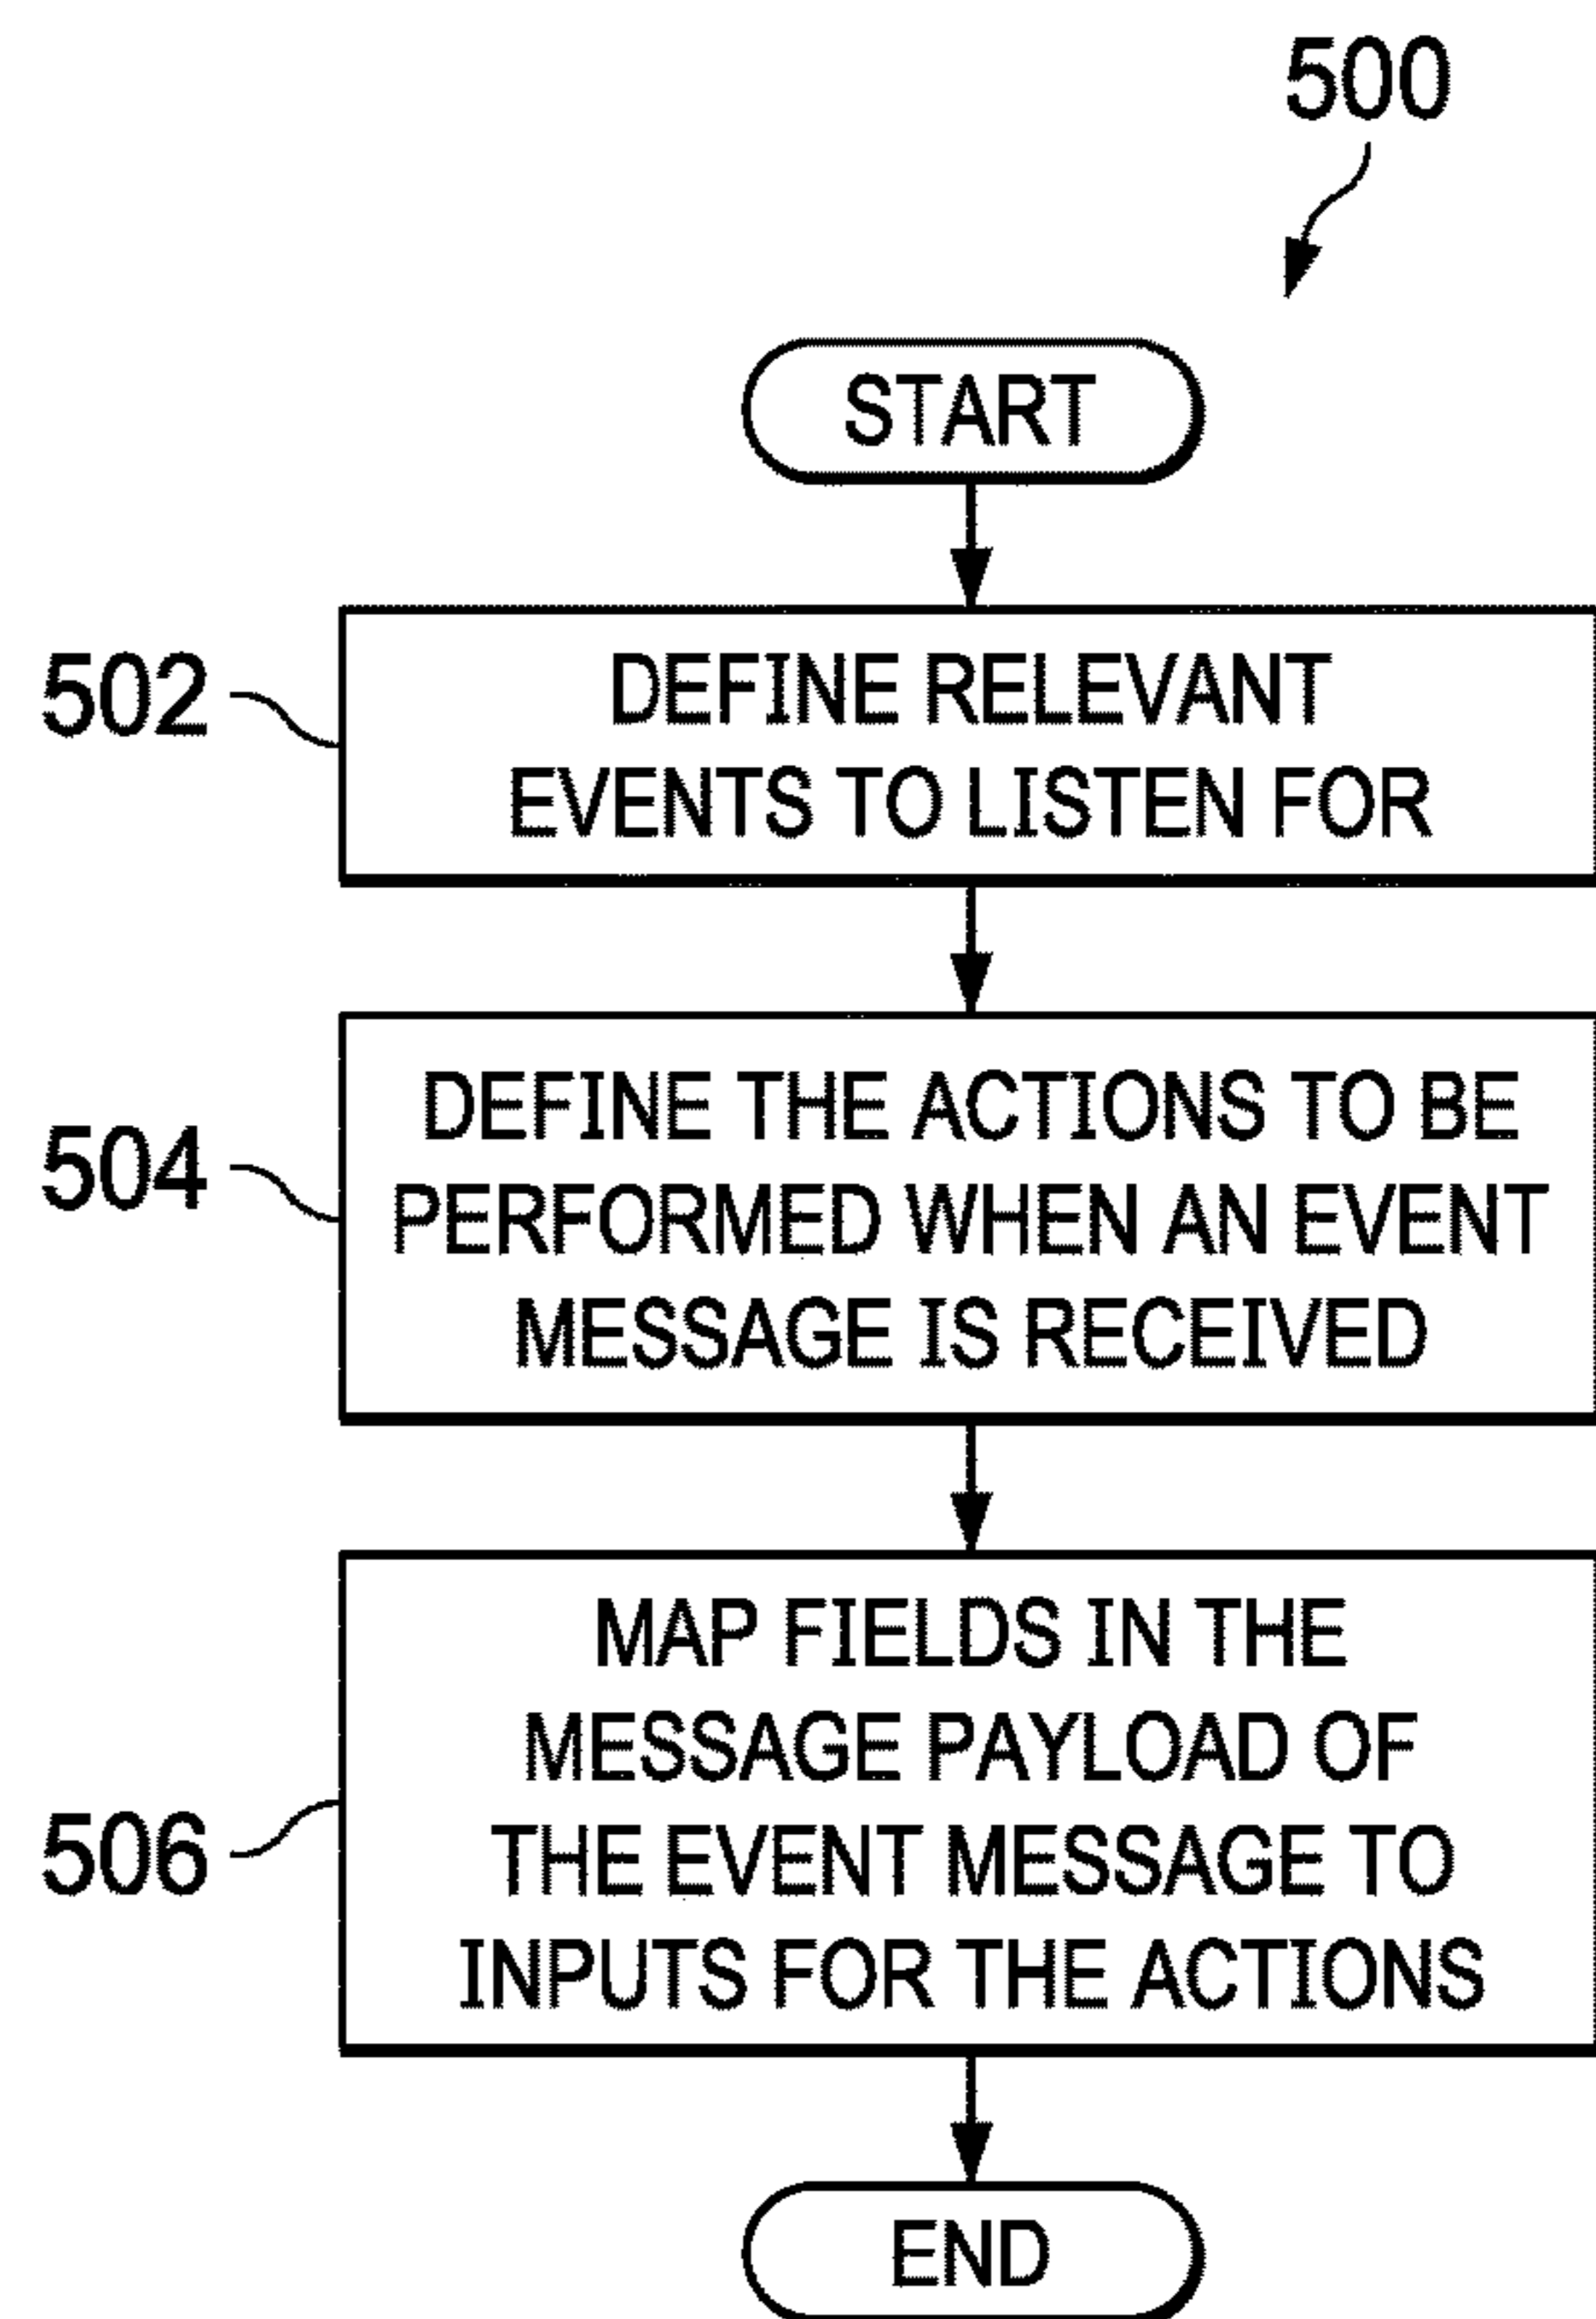 500
START
502
DEFINE RELEVANT
EVENTS TO LISTEN FOR
504
DEFINE THE ACTIONS TO BE
PERFORMED WHEN AN EVENT
MESSAGE IS RECEIVED
506
MAP FIELDS IN THE
MESSAGE PAYLOAD OF
THE EVENT MESSAGE TO
INPUTS FOR THE ACTIONS
END